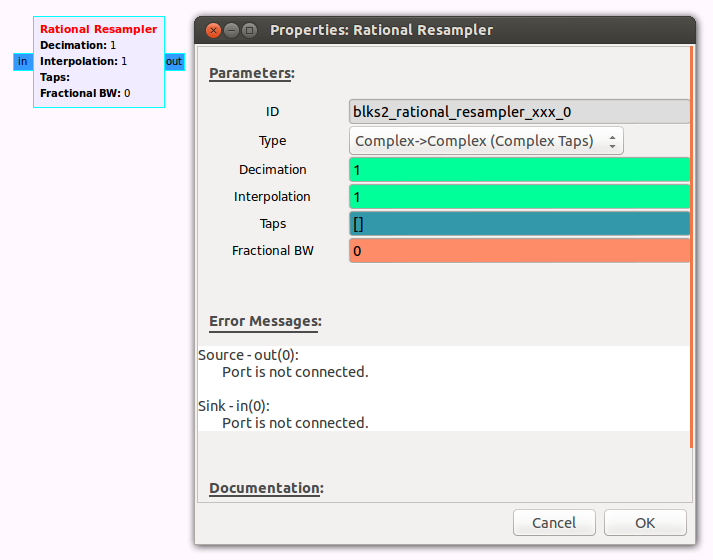 Rational Resampler
Decimation: 1
in
Interpolation: 1
out
Taps:
Fractional BW: 0
Properties: Rational Resampler
Parameters:
ID
blks2_rational_resampler_xxx_0
Type
Complex->Complex (Complex Taps)
Decimation
1
Interpolation
1
Taps
[]
Fractional BW
0
Error Messages:
Source - out(0):
Port is not connected.
Sink - in(0):
Port is not connected.
Documentation:
Cancel
OK